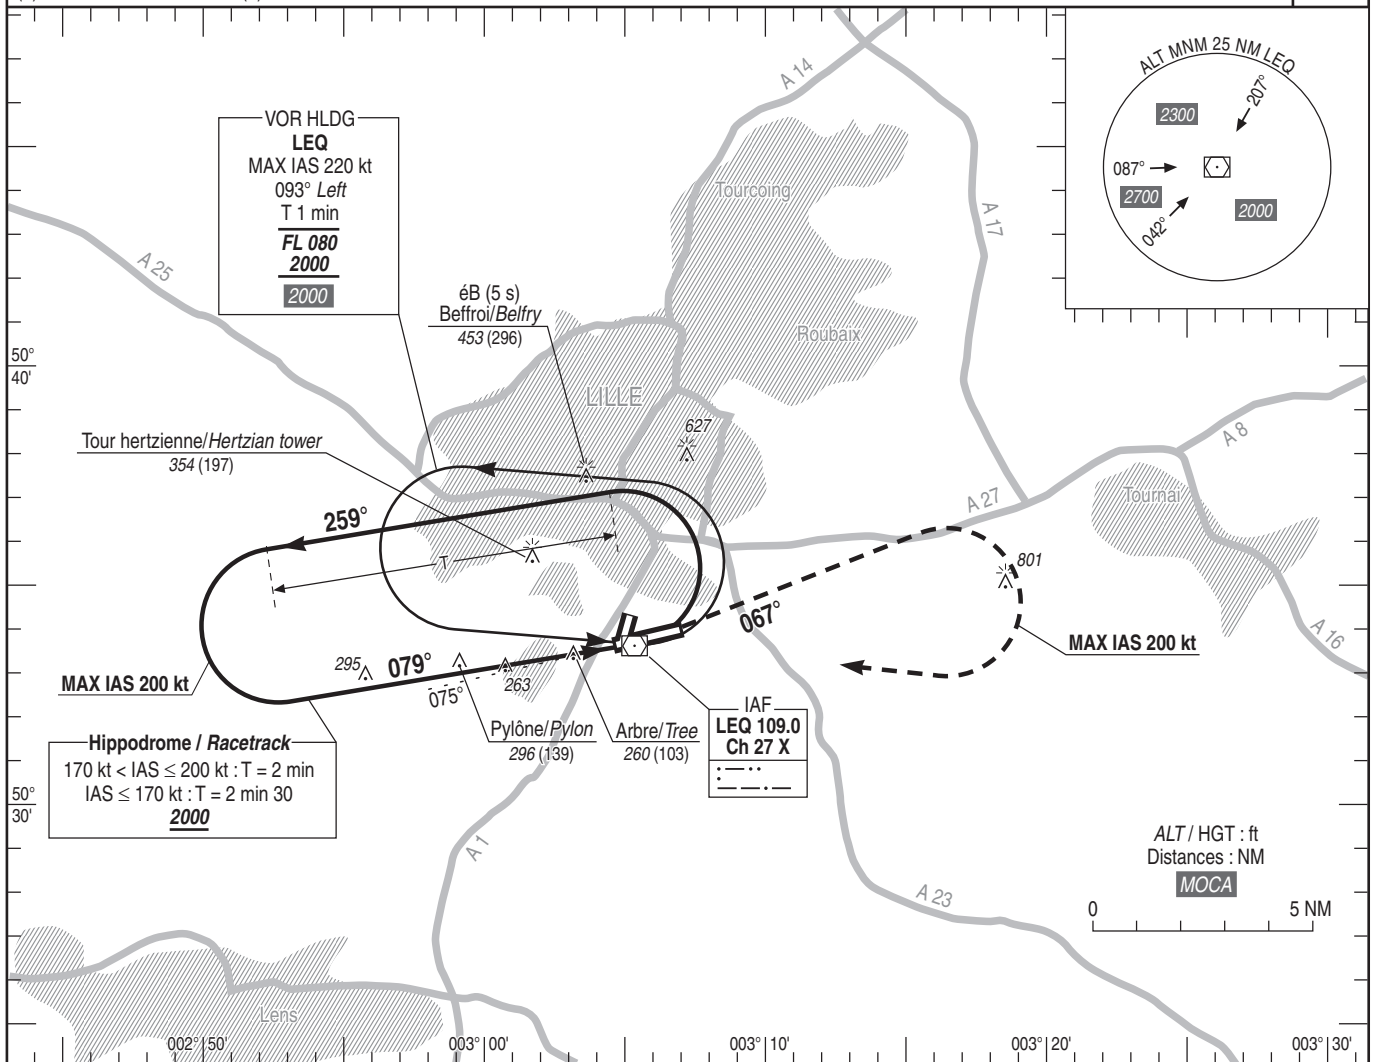 A 14
ALT MNM 25 NM LEQ
207°
2300
087°
2700
2000
042°
VOR HLDG
LEQ
MAX IAS 220 kt
093° Left
T 1 min
FL 080
2000
2000
Tourcoing
A 17
A 25
éB (5 s)
Beffroi/Belfry
453 (296)
Roubaix
50°
40'
LILLE
627
A 8
Tour hertzienne/Hertzian tower
354 (197)
Tournai
A 27
259°
T
801
067°
A 16
MAX IAS 200 kt
295
079°
MAX IAS 200 kt
075°
263
IAF
LEQ 109.0
Ch 27 X
Pylône/Pylon
296 (139)
Arbre/Tree
260 (103)
Hippodrome / Racetrack
170 kt < IAS ≤ 200 kt : T = 2 min
IAS ≤ 170 kt : T = 2 min 30
2000
50°
30'
A 1
ALT / HGT : ft
Distances : NM
MOCA
0 5 NM
A 23
Lens
002° 50' 003° 00' 003° 10' 003° 20' 003° 30'